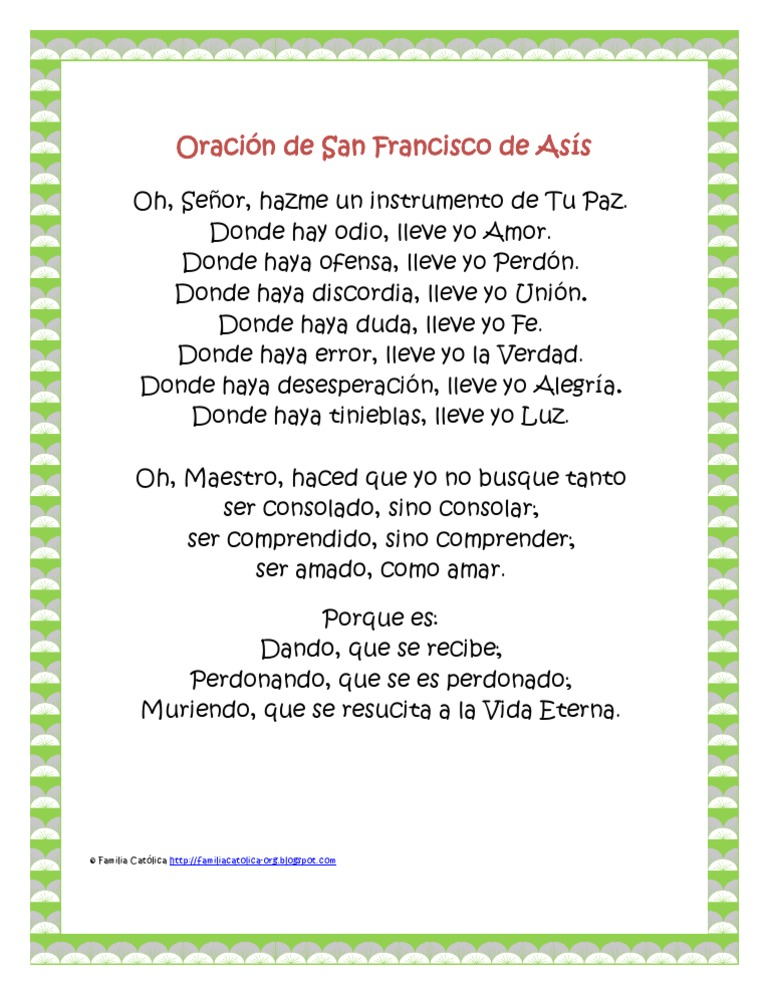 Oración de San Francisco de Asís
Oh, Señor, hazme un instrumento de Tu Paz.
Donde hay odio, lleve yo Amor.
Donde haya ofensa, lleve yo Perdón.
Donde haya discordia, lleve yo Unión.
Donde haya duda, lleve yo Fe.
Donde haya error, lleve yo la Verdad.
Donde haya desesperación, lleve yo Alegría.
Donde haya tinieblas, lleve yo Luz.
Oh, Maestro, haced que yo no busque tanto
ser consolado, sino consolar;
ser comprendido, sino comprender;
ser amado, como amar.
Porque es:
Dando, que se recibe;
Perdonando, que se es perdonado;
Muriendo, que se resucita a la Vida Eterna.
© Familia Católica http://familiacatolica-org.blogspot.com